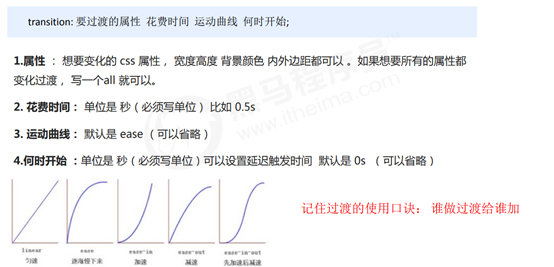 transition: 要过渡的属性 花费时间 运动曲线 何时开始;
1.属性 ： 想要变化的 css 属性， 宽度高度 背景颜色 内外边距都可以 。如果想要所有的属性都
变化过渡， 写一个all 就可以。
2. 花费时间： 单位是 秒（必须写单位） 比如 0.5s
3. 运动曲线： 默认是 ease （可以省略）
4.何时开始 ：单位是 秒（必须写单位）可以设置延迟触发时间 默认是 0s （可以省略）
黑马程序员
www.itheima.com
记住过渡的使用口诀： 谁做过渡给谁加
linear ease ease-in ease-out ease-in-out
匀速 逐渐慢下来 加速 减速 先加速后减速